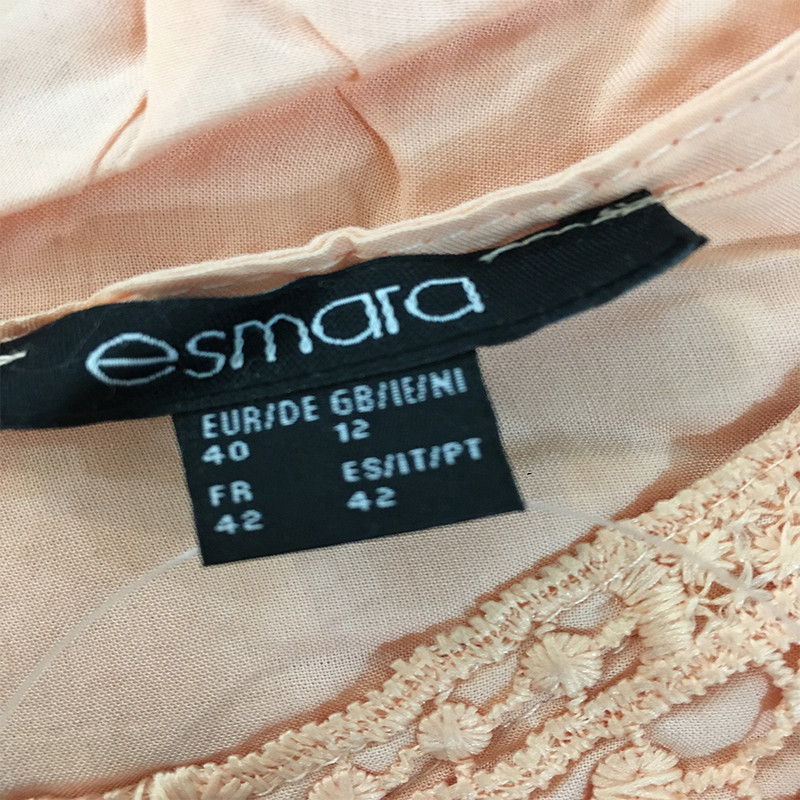 esmara
EUR/DE GB/IE/NI
40 12
FR ES/IT/PT
42 42